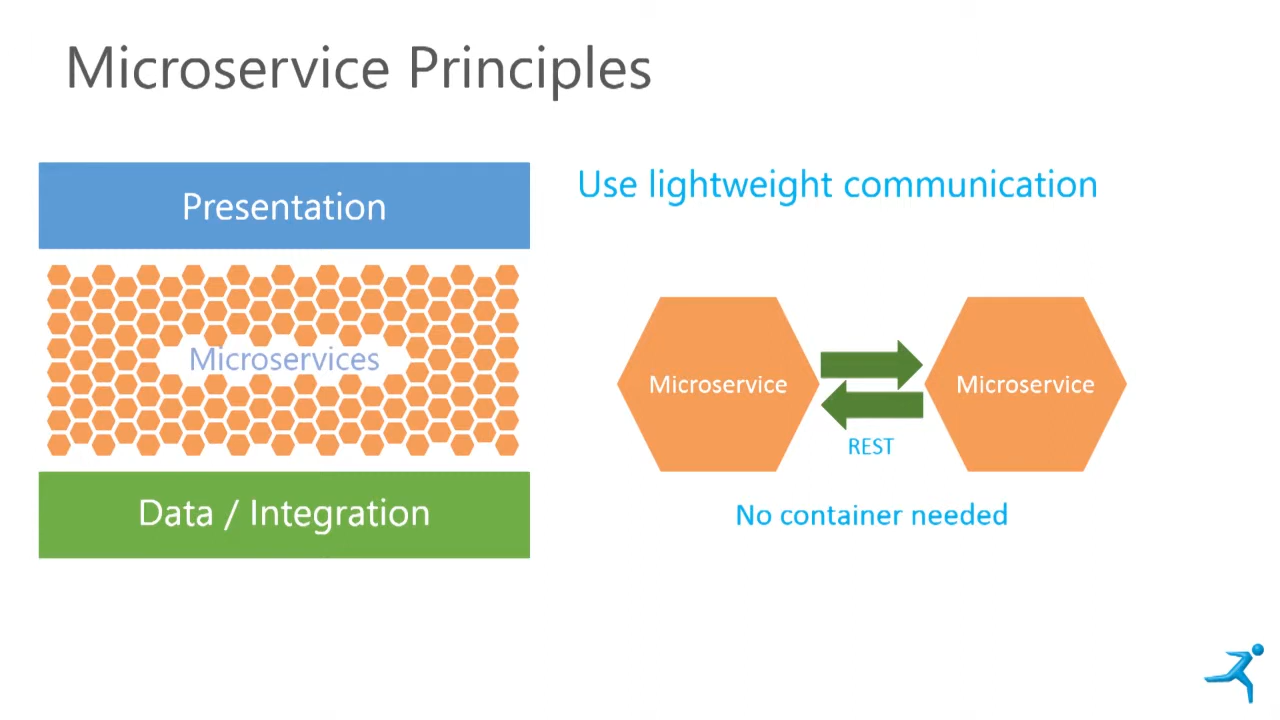 Microservice Principles
Presentation
Microservices
Data / Integration
Use lightweight communication
Microservice
Microservice
REST
No container needed